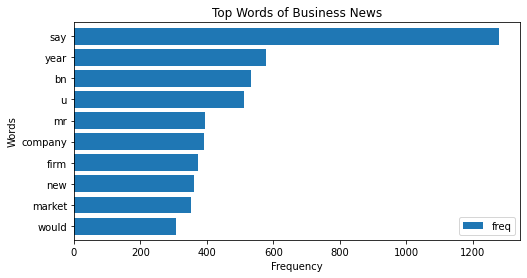 Top Words of Business News
Words
say
year
bn
u
mr
company
firm
new
market
would
freq
0 200 400 600 800 1000 1200
Frequency